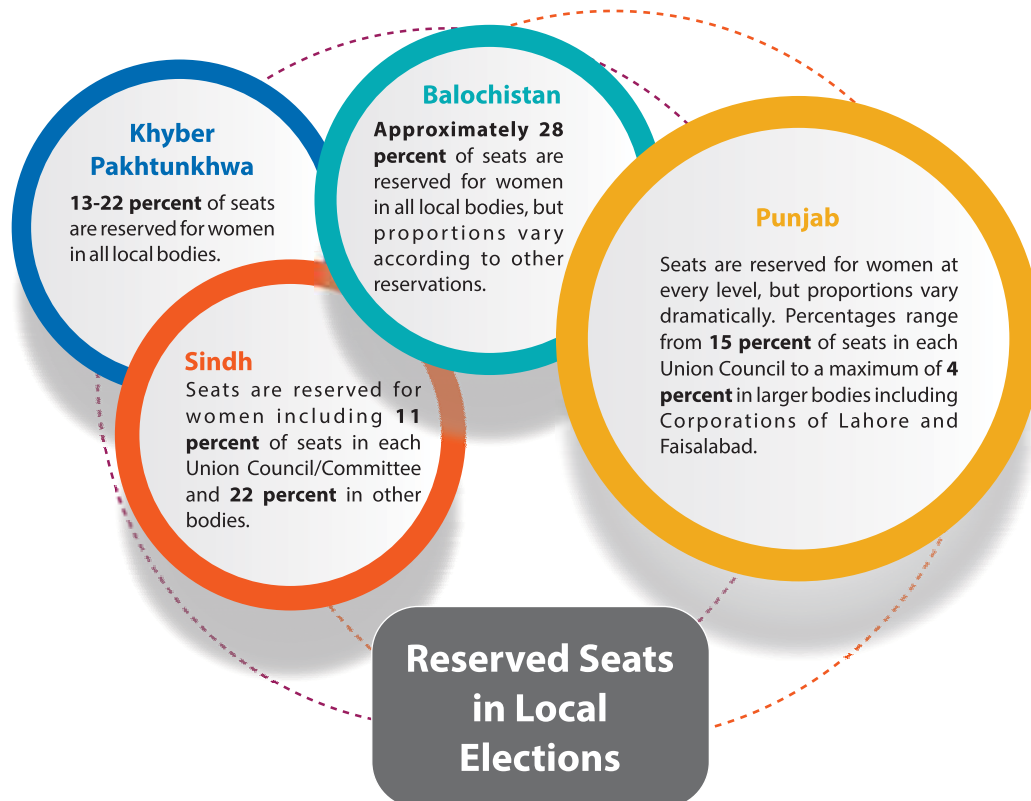 Khyber
Pakhtunkhwa
13-22 percent of seats
are reserved for women
in all local bodies.
Balochistan
Approximately 28
percent of seats are
reserved for women
in all local bodies, but
proportions vary
according to other
reservations.
Punjab
Seats are reserved for women at
every level, but proportions vary
dramatically. Percentages range
from 15 percent of seats in each
Union Council to a maximum of 4
percent in larger bodies including
Corporations of Lahore and
Faisalabad.
Sindh
Seats are reserved for
women including 11
percent of seats in each
Union Council/Committee
and 22 percent in other
bodies.
Reserved Seats
in Local
Elections